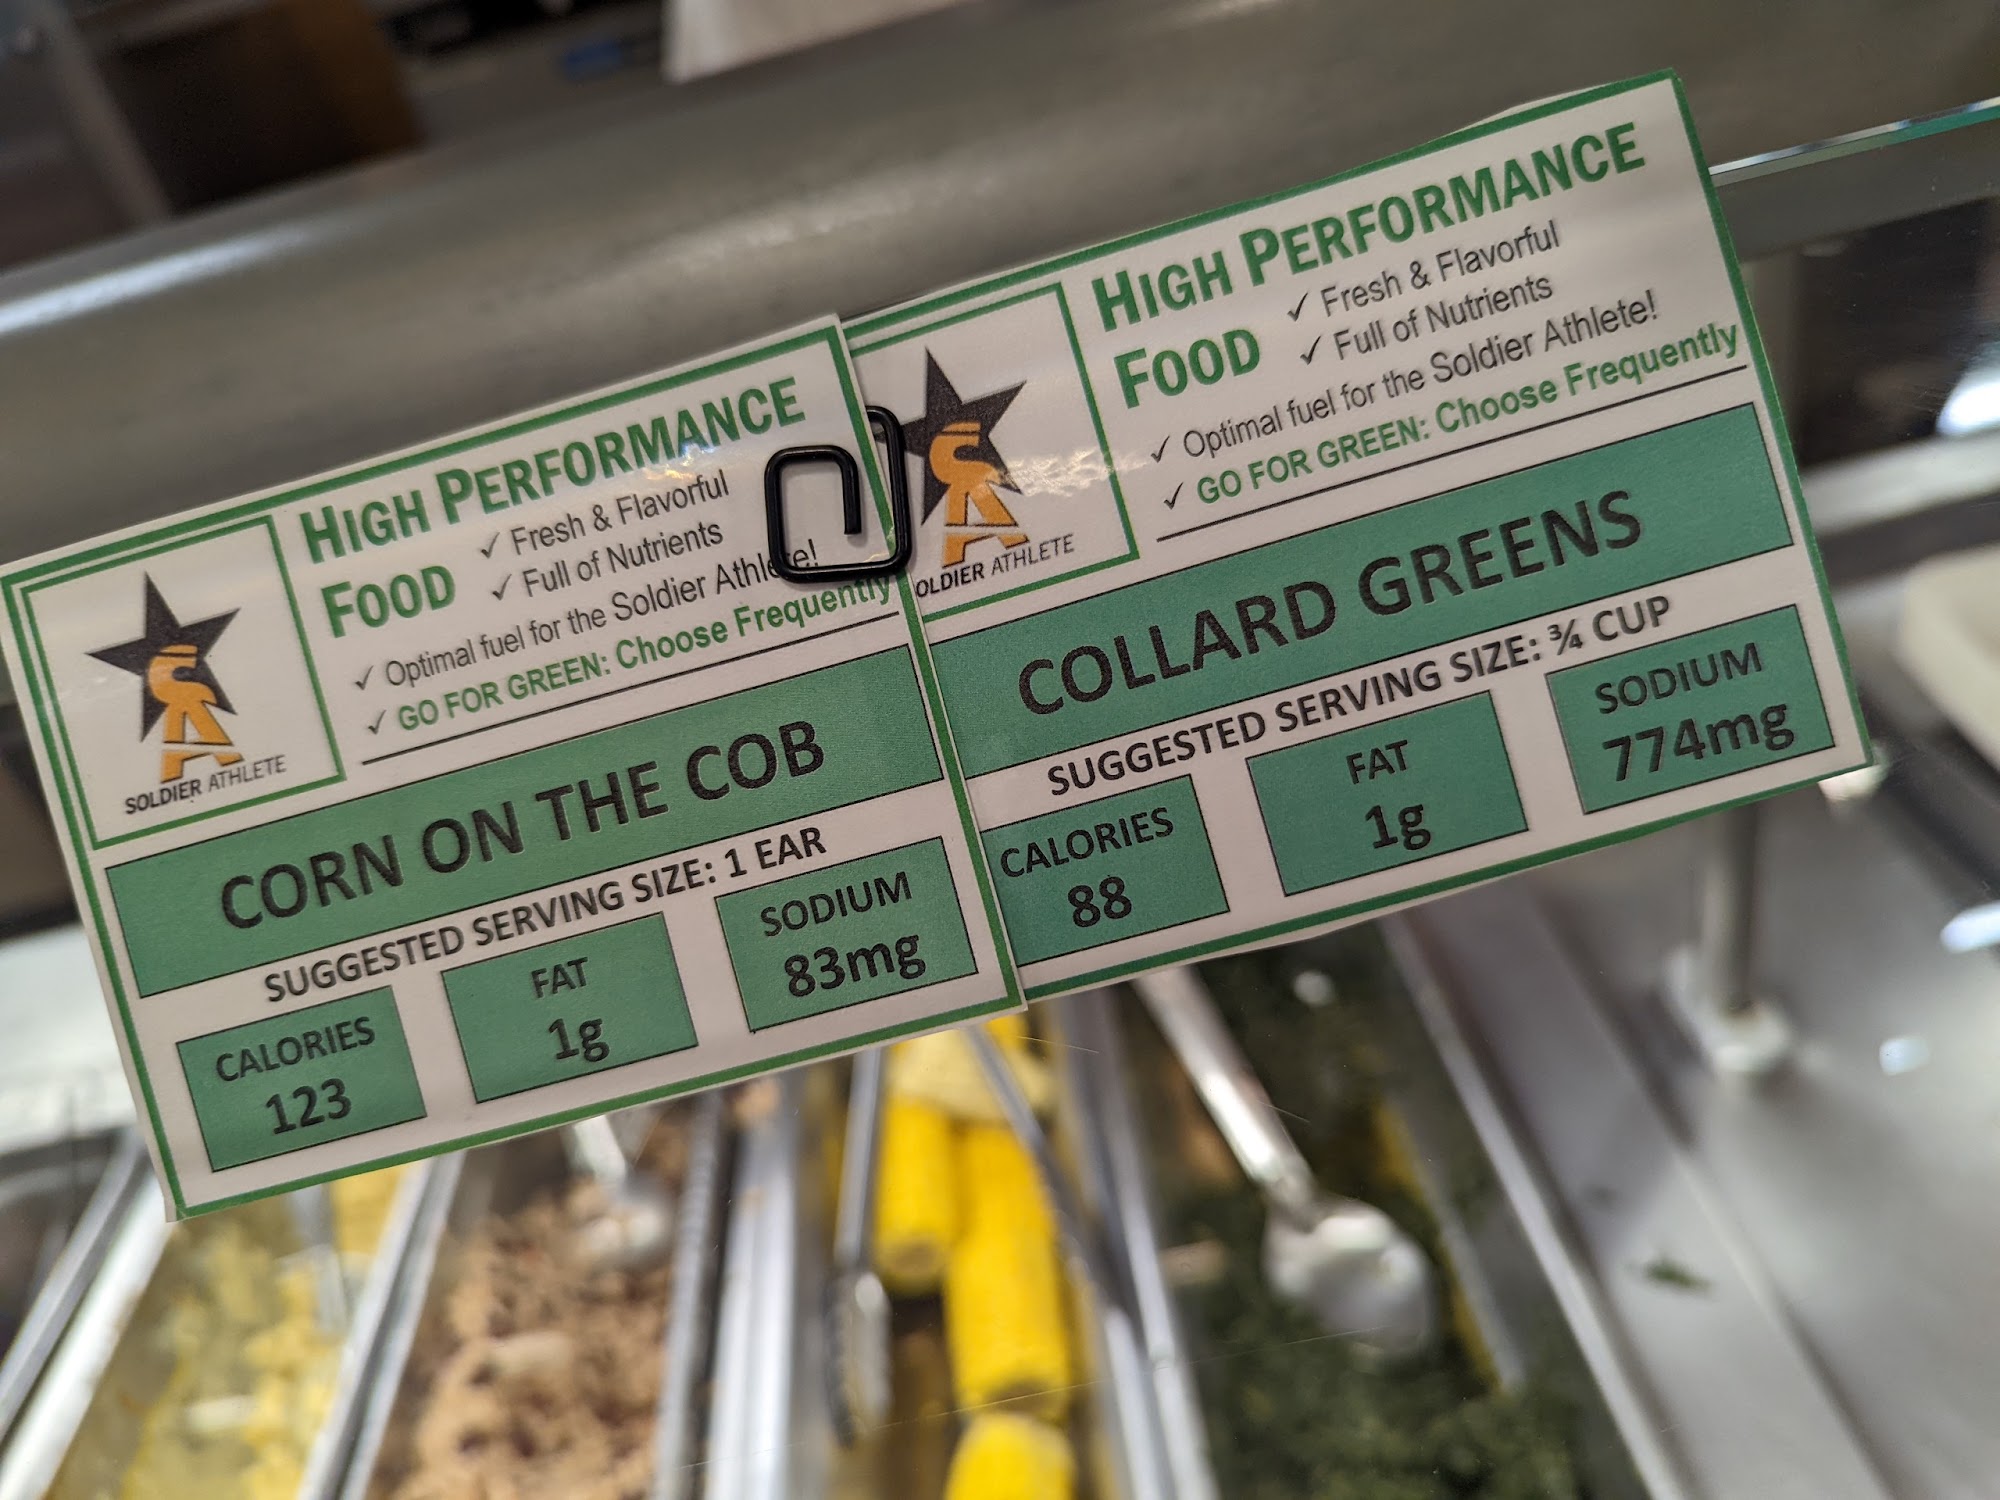 HIGH PERFORMANCE
FOOD
✓ Fresh & Flavorful
✓ Full of Nutrients
✓ Optimal fuel for the Soldier Athlete!
✓ GO FOR GREEN: Choose Frequently
SA
SOLDIER ATHLETE
CORN ON THE COB
SUGGESTED SERVING SIZE: 1 EAR
CALORIES
123
FAT
1g
SODIUM
83mg
HIGH PERFORMANCE
FOOD
✓ Fresh & Flavorful
✓ Full of Nutrients
✓ Optimal fuel for the Soldier Athlete!
✓ GO FOR GREEN: Choose Frequently
SA
OLDIER ATHLETE
COLLARD GREENS
SUGGESTED SERVING SIZE: ¾ CUP
CALORIES
88
FAT
1g
SODIUM
774mg